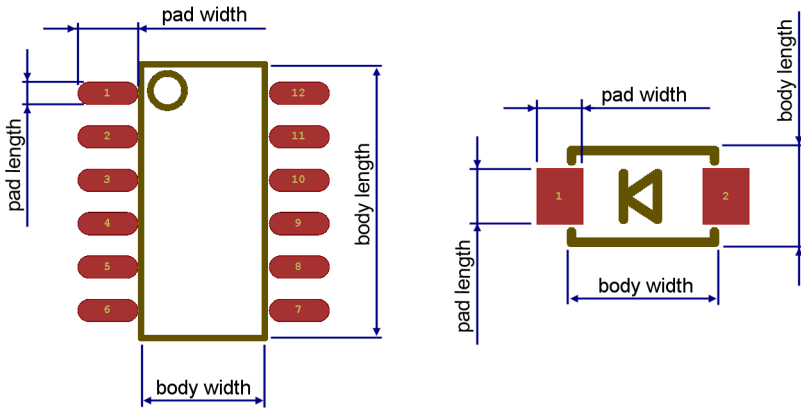 pad width
1
2
3
4
5
6
12
11
10
9
8
7
pad length
body length
body width
pad width
1
2
pad length
body width
body length